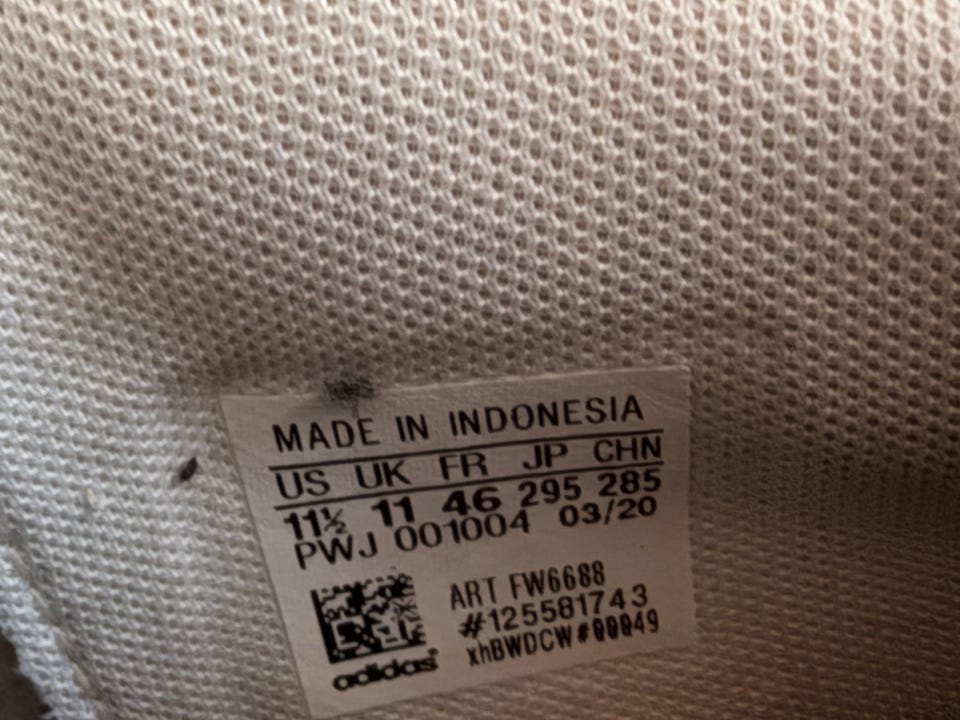 MADE IN INDONESIA
US UK FR JP CHN
11½ 11 46 295 285
PWJ 001004 03/20
ART FW6688
#125581743
xhBWDCW#00049
adidas